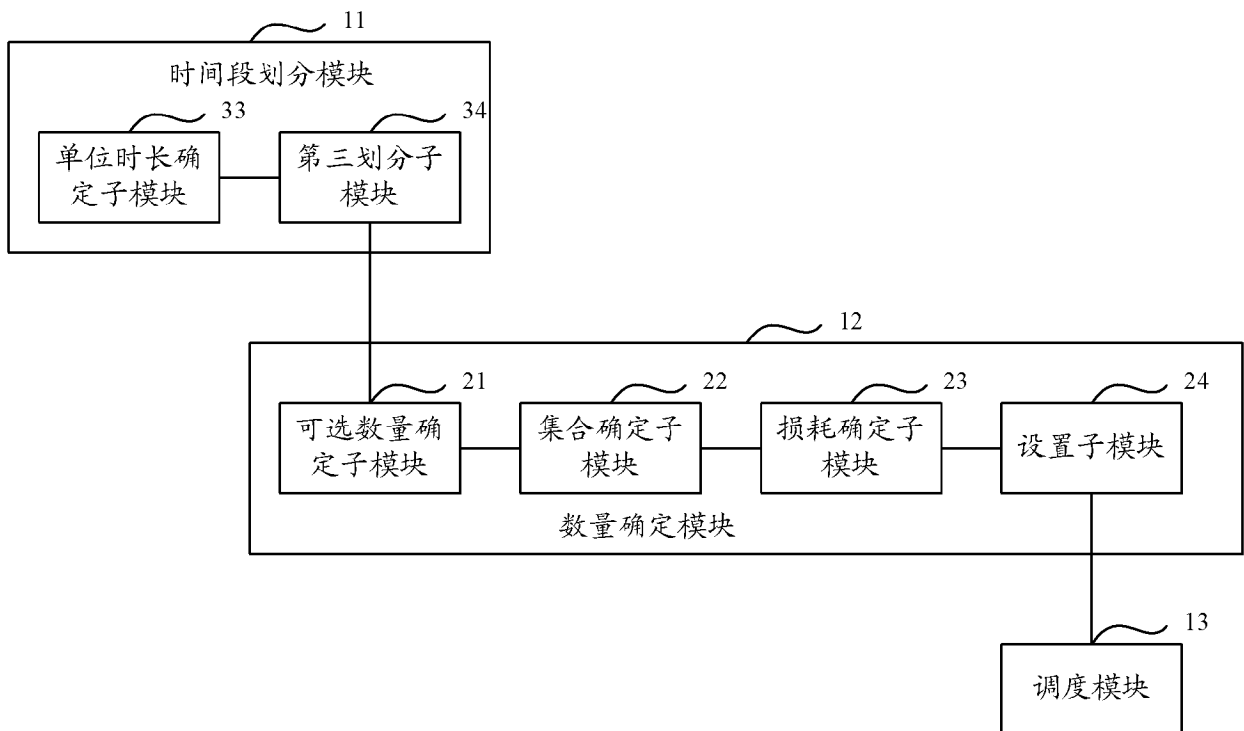 11
时间段划分模块
33
34
单位时长确
定子模块
第三划分子
模块
12
21
22
23
24
可选数量确
定子模块
集合确定子
模块
损耗确定子
模块
设置子模块
数量确定模块
13
调度模块